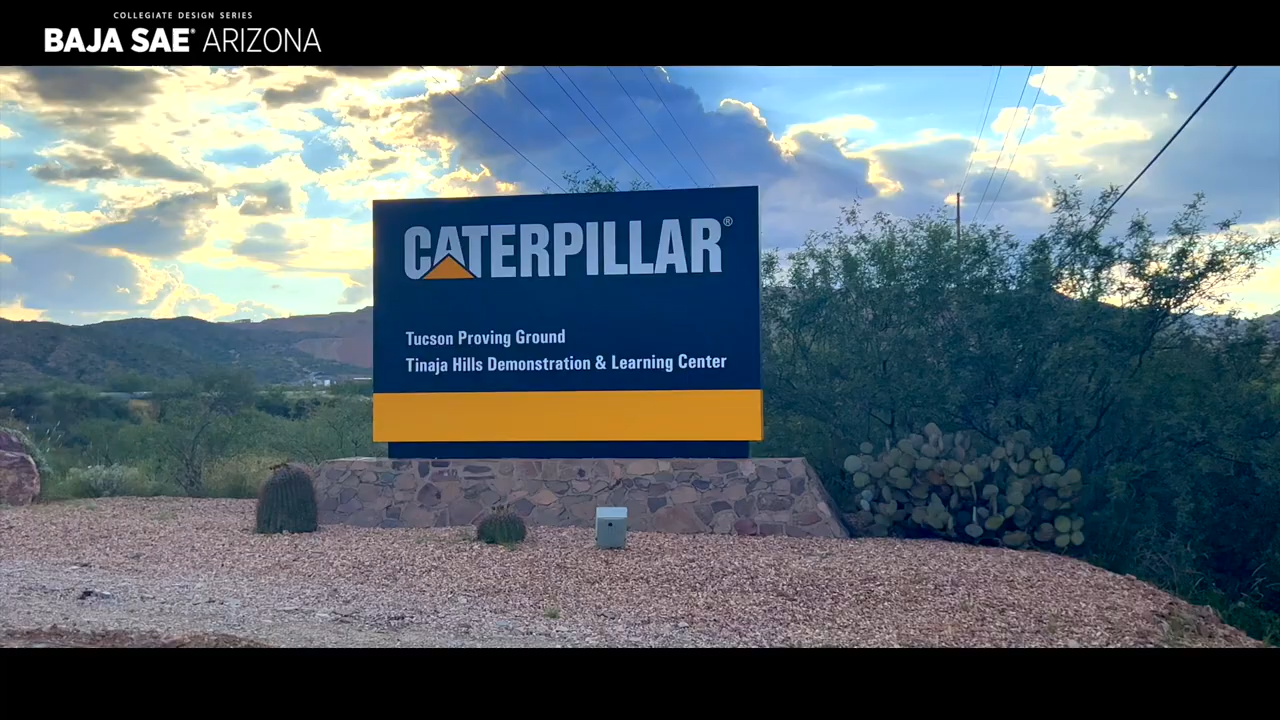 COLLEGIATE DESIGN SERIES
BAJA SAE® ARIZONA
CATERPILLAR®
Tucson Proving Ground
Tinaja Hills Demonstration & Learning Center